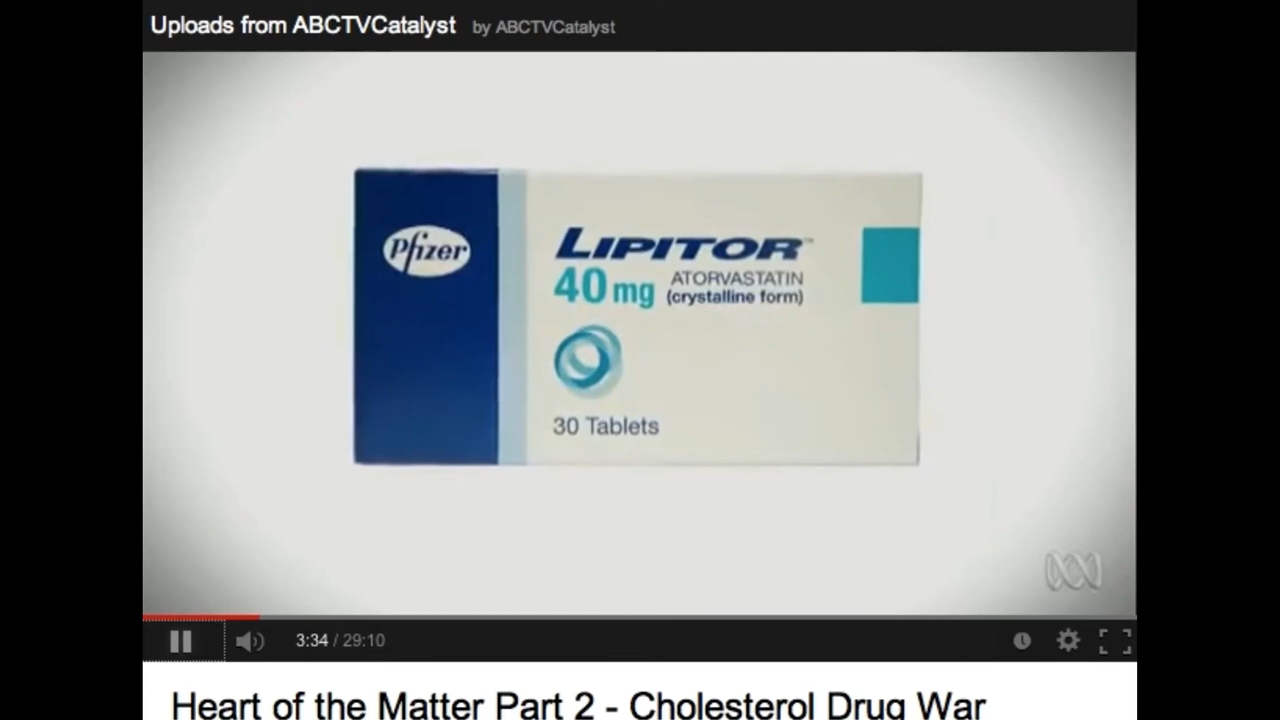 Uploads from ABCTVCatalyst by ABCTVCatalyst
Pfizer
LIPITOR™
40mg ATORVASTATIN
(crystalline form)
30 Tablets
3:34 / 29:10
Heart of the Matter Part 2 - Cholesterol Drug War